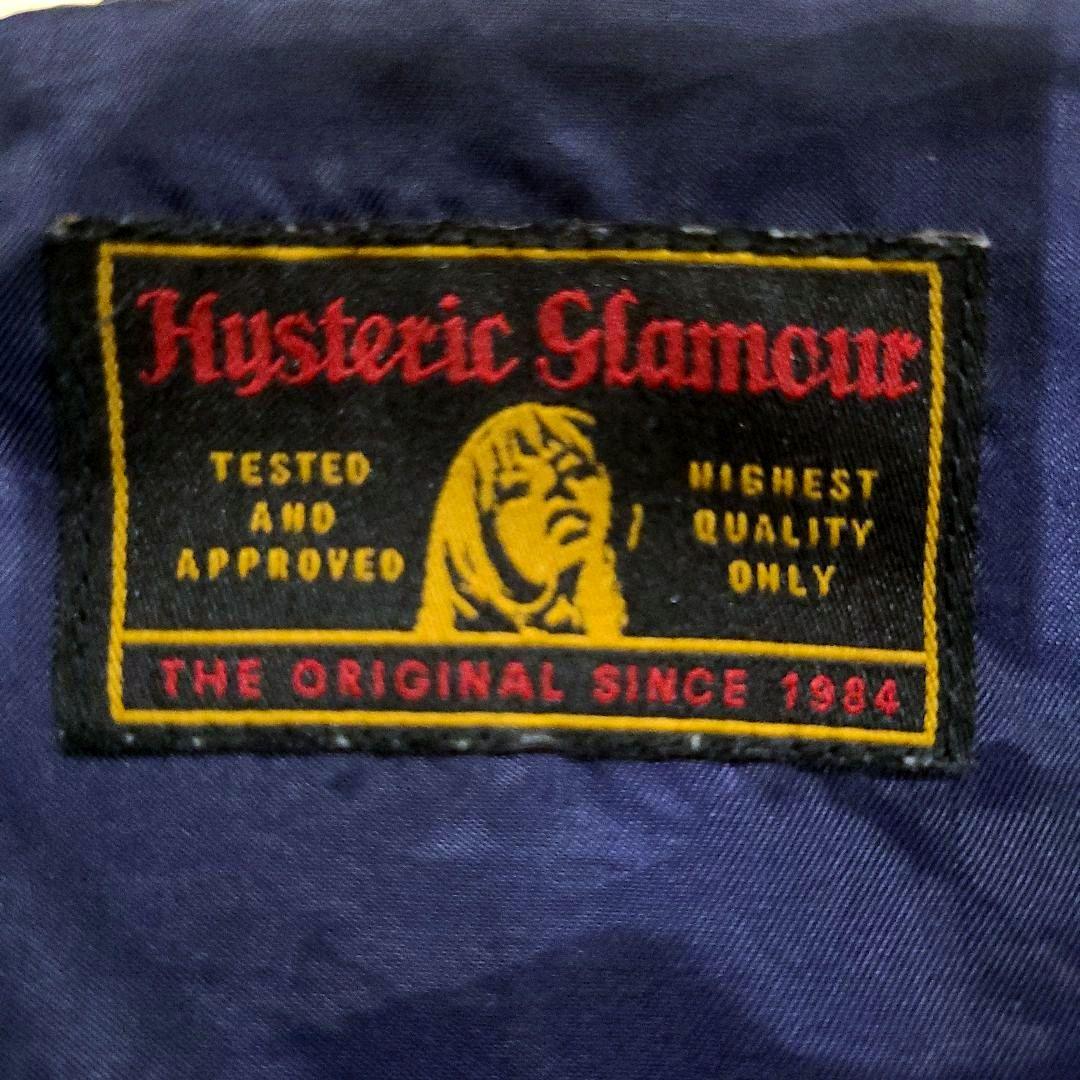 Hysteric Glamour
TESTED
AND
APPROVED
HIGHEST
QUALITY
ONLY
THE ORIGINAL SINCE 1984